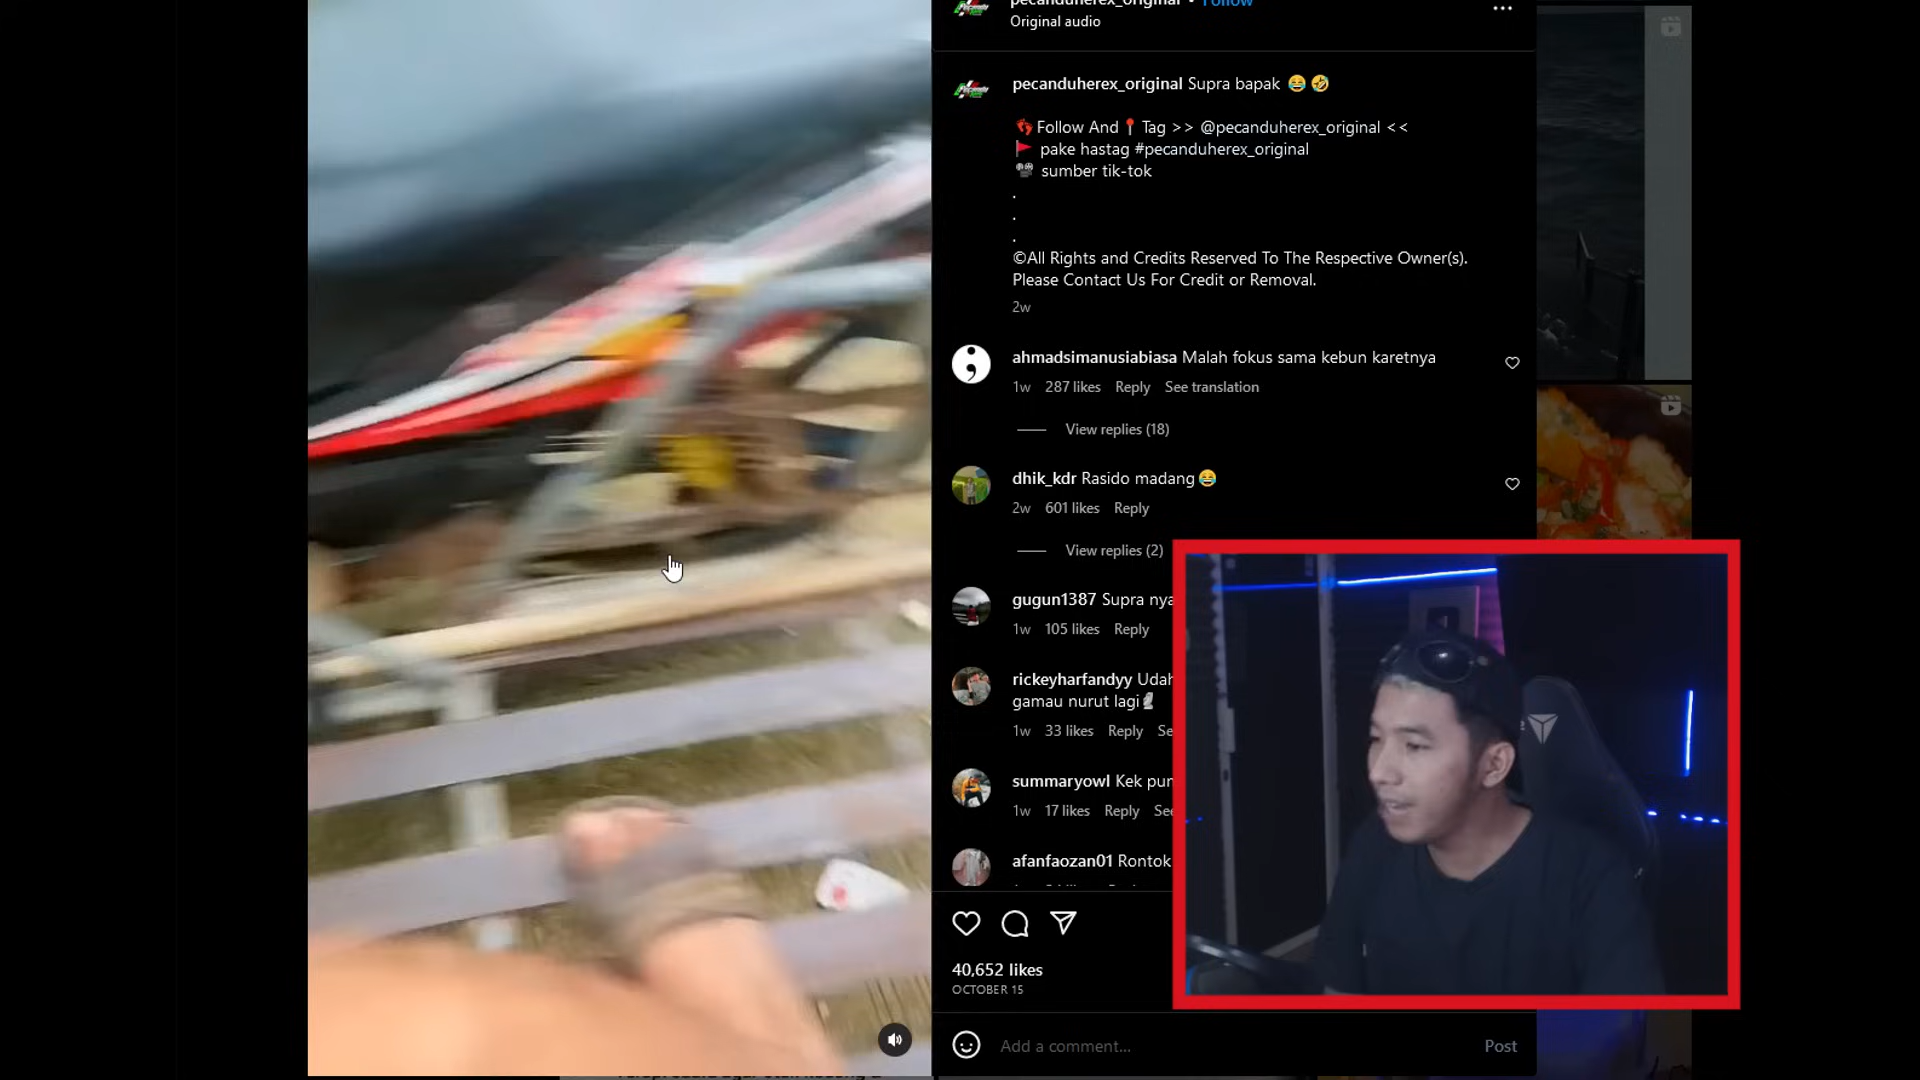 pecanduherex_original • Follow
Original audio
pecanduherex_original Supra bapak 😂🤣
👣Follow And📍Tag >> @pecanduherex_original <<
🚩 pake hastag #pecanduherex_original
📽 sumber tik-tok
.
.
.
©All Rights and Credits Reserved To The Respective Owner(s).
Please Contact Us For Credit or Removal.
2w
ahmadsimanusiabiasa Malah fokus sama kebun karetnya
1w 287 likes Reply See translation
View replies (18)
dhik_kdr Rasido madang😂
2w 601 likes Reply
View replies (2)
gugun1387 Supra nya
1w 105 likes Reply
rickeyharfandyy Udah
gamau nurut lagi
1w 33 likes Reply
summaryowl Kek
1w 17 likes Reply
afanfaozan01 Rontok
40,652 likes
OCTOBER 15
Add a comment...
Post